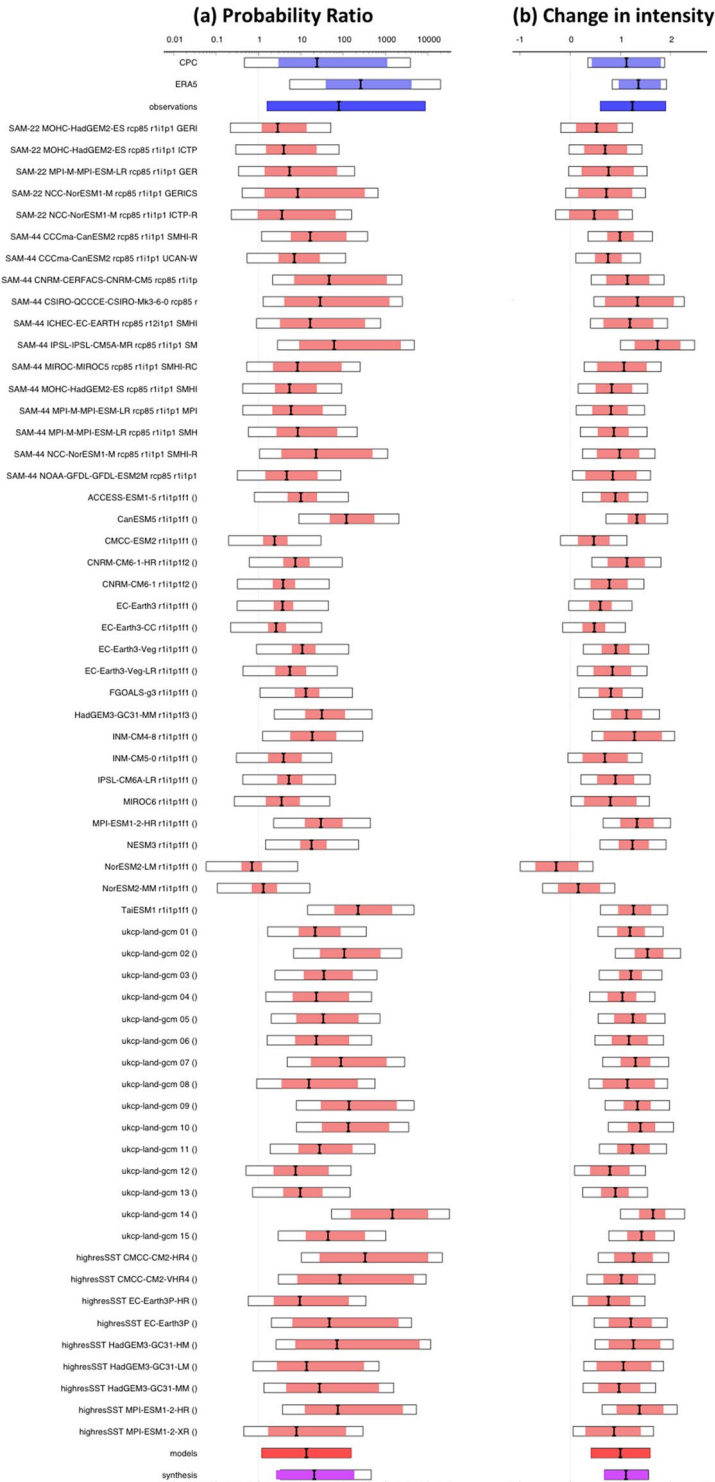 (a) Probability Ratio
(b) Change in intensity
0.01 0.1 1 10 100 1000 10000
-1 0 1 2
CPC
ERA5
observations
SAM-22 MOHC-HadGEM2-ES rcp85 r1i1p1 GERI
SAM-22 MOHC-HadGEM2-ES rcp85 r1i1p1 ICTP
SAM-22 MPI-M-MPI-ESM-LR rcp85 r1i1p1 GER
SAM-22 NCC-NorESM1-M rcp85 r1i1p1 GERICS
SAM-22 NCC-NorESM1-M rcp85 r1i1p1 ICTP-R
SAM-44 CCCma-CanESM2 rcp85 r1i1p1 SMHI-R
SAM-44 CCCma-CanESM2 rcp85 r1i1p1 UCAN-W
SAM-44 CNRM-CERFACS-CNRM-CM5 rcp85 r1i1p
SAM-44 CSIRO-QCCCE-CSIRO-Mk3-6-0 rcp85 r
SAM-44 ICHEC-EC-EARTH rcp85 r12i1p1 SMHI
SAM-44 IPSL-IPSL-CM5A-MR rcp85 r1i1p1 SM
SAM-44 MIROC-MIROC5 rcp85 r1i1p1 SMHI-RC
SAM-44 MOHC-HadGEM2-ES rcp85 r1i1p1 SMHI
SAM-44 MPI-M-MPI-ESM-LR rcp85 r1i1p1 MPI
SAM-44 MPI-M-MPI-ESM-LR rcp85 r1i1p1 SMH
SAM-44 NCC-NorESM1-M rcp85 r1i1p1 SMHI-R
SAM-44 NOAA-GFDL-GFDL-ESM2M rcp85 r1i1p1
ACCESS-ESM1-5 r1i1p1f1 ()
CanESM5 r1i1p1f1 ()
CMCC-ESM2 r1i1p1f1 ()
CNRM-CM6-1-HR r1i1p1f2 ()
CNRM-CM6-1 r1i1p1f2 ()
EC-Earth3 r1i1p1f1 ()
EC-Earth3-CC r1i1p1f1 ()
EC-Earth3-Veg r1i1p1f1 ()
EC-Earth3-Veg-LR r1i1p1f1 ()
FGOALS-g3 r1i1p1f1 ()
HadGEM3-GC31-MM r1i1p1f3 ()
INM-CM4-8 r1i1p1f1 ()
INM-CM5-0 r1i1p1f1 ()
IPSL-CM6A-LR r1i1p1f1 ()
MIROC6 r1i1p1f1 ()
MPI-ESM1-2-HR r1i1p1f1 ()
NESM3 r1i1p1f1 ()
NorESM2-LM r1i1p1f1 ()
NorESM2-MM r1i1p1f1 ()
TaiESM1 r1i1p1f1 ()
ukcp-land-gcm 01 ()
ukcp-land-gcm 02 ()
ukcp-land-gcm 03 ()
ukcp-land-gcm 04 ()
ukcp-land-gcm 05 ()
ukcp-land-gcm 06 ()
ukcp-land-gcm 07 ()
ukcp-land-gcm 08 ()
ukcp-land-gcm 09 ()
ukcp-land-gcm 10 ()
ukcp-land-gcm 11 ()
ukcp-land-gcm 12 ()
ukcp-land-gcm 13 ()
ukcp-land-gcm 14 ()
ukcp-land-gcm 15 ()
highresSST CMCC-CM2-HR4 ()
highresSST CMCC-CM2-VHR4 ()
highresSST EC-Earth3P-HR ()
highresSST EC-Earth3P ()
highresSST HadGEM3-GC31-HM ()
highresSST HadGEM3-GC31-LM ()
highresSST HadGEM3-GC31-MM ()
highresSST MPI-ESM1-2-HR ()
highresSST MPI-ESM1-2-XR ()
models
synthesis